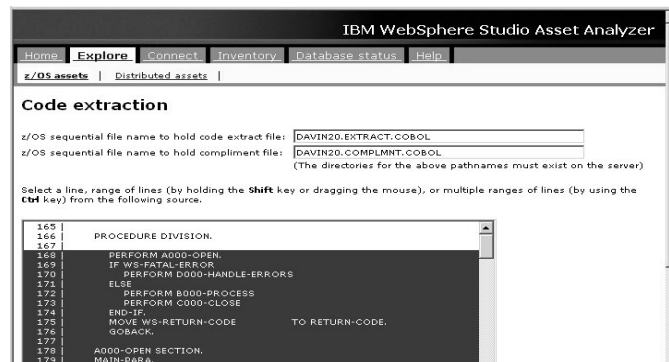 IBM WebSphere Studio Asset Analyzer
Home Explore Connect Inventory Database status Help
z/OS assets | Distributed assets |
Code extraction
z/OS sequential file name to hold code extract file: DAVIN20.EXTRACT.COBOL
z/OS sequential file name to hold compliment file: DAVIN20.COMPLMNT.COBOL
(The directories for the above pathnames must exist on the server)
Select a line, range of lines (by holding the Shift key or dragging the mouse), or multiple ranges of lines (by using the
Ctrl key) from the following source.
165 |
166 | PROCEDURE DIVISION.
167 |
168 | PERFORM A000-OPEN.
169 | IF WS-FATAL-ERROR
170 | PERFORM D000-HANDLE-ERRORS
171 | ELSE
172 | PERFORM B000-PROCESS
173 | PERFORM C000-CLOSE
174 | END-IF.
175 | MOVE WS-RETURN-CODE TO RETURN-CODE.
176 | GOBACK.
177 |
178 | A000-OPEN SECTION.
179 | MAIN-PARA.